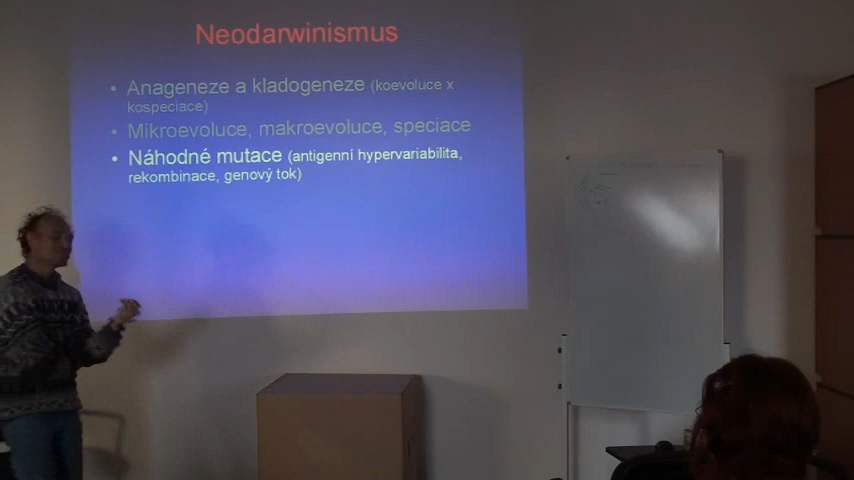 Neodarwinismus
• Anageneze a kladogeneze (koevoluce x
kospeciace)
• Mikroevoluce, makroevoluce, speciace
• Náhodné mutace (antigenní hypervariabilita,
rekombinace, genový tok)